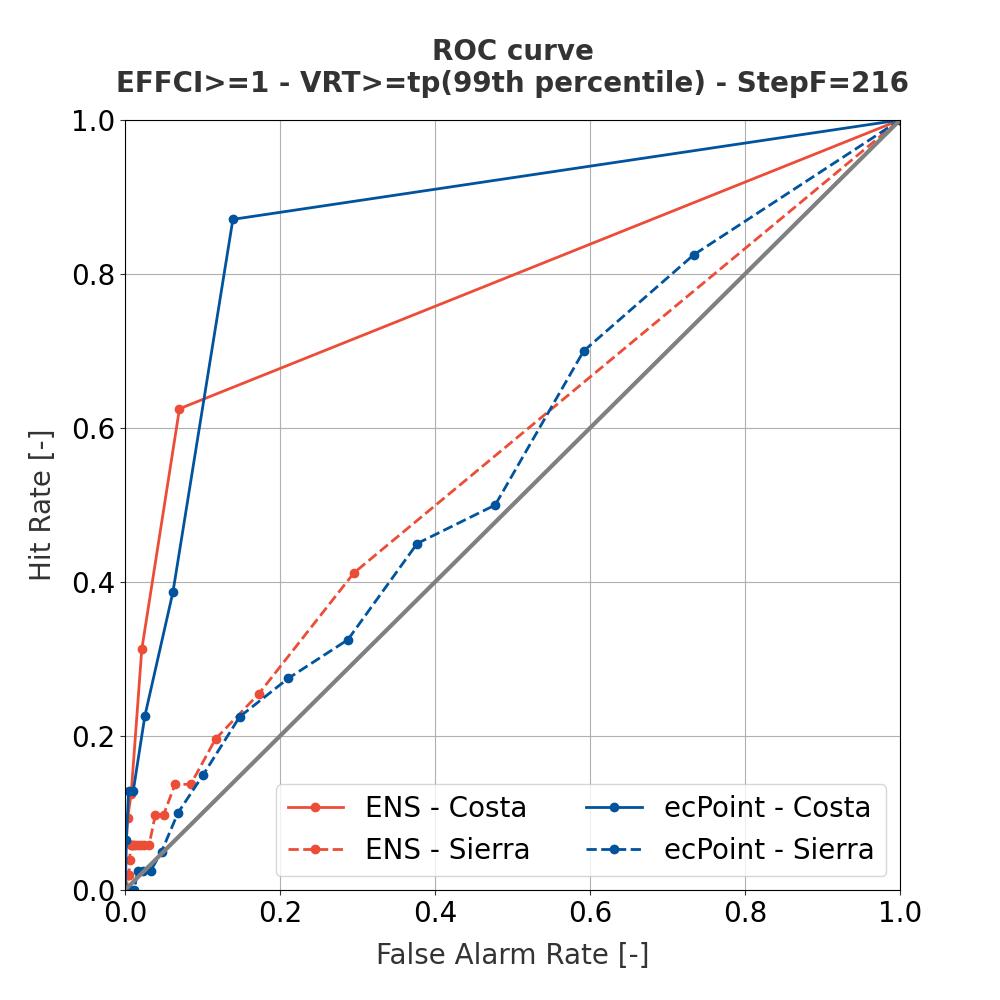 ROC curve
EFFCI>=1 - VRT>=tp(99th percentile) - StepF=216
1.0
0.8
0.6
0.4
0.2
0.0
Hit Rate [-]
ENS - Costa
ENS - Sierra
ecPoint - Costa
ecPoint - Sierra
0.0 0.2 0.4 0.6 0.8 1.0
False Alarm Rate [-]